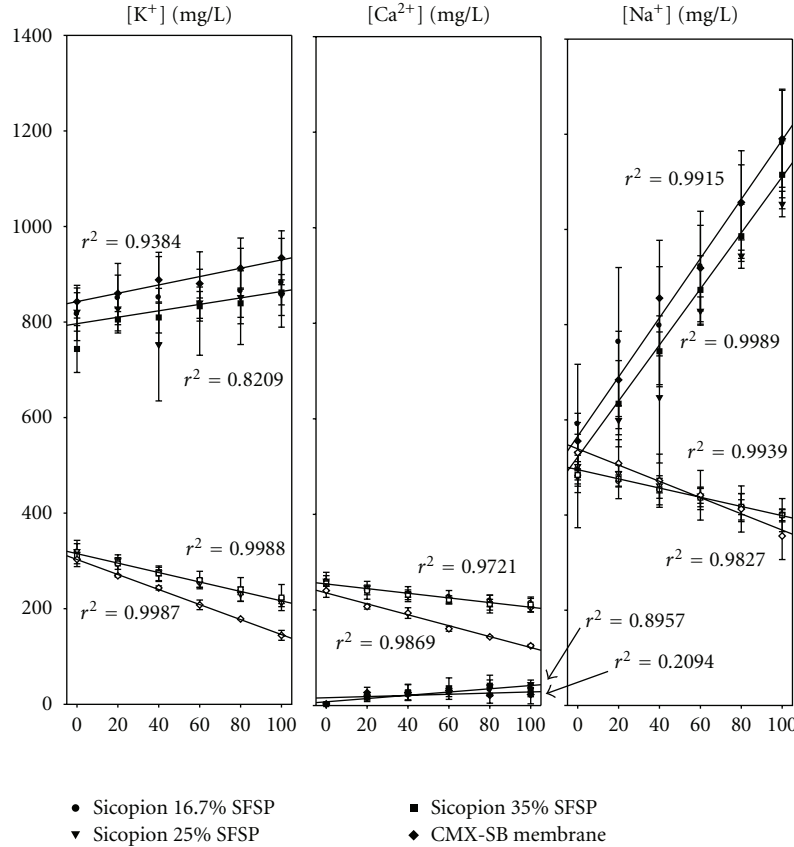 [K⁺] (mg/L) [Ca²⁺] (mg/L) [Na⁺] (mg/L)
1400
1200
1000
800
600
400
200
0
r² = 0.9384
r² = 0.8209
r² = 0.9988
r² = 0.9987
r² = 0.9721
r² = 0.9869
r² = 0.8957
r² = 0.2094
r² = 0.9915
r² = 0.9989
r² = 0.9939
r² = 0.9827
0 20 40 60 80 100 0 20 40 60 80 100 0 20 40 60 80 100
Sicopion 16.7% SFSP
Sicopion 25% SFSP
Sicopion 35% SFSP
CMX-SB membrane